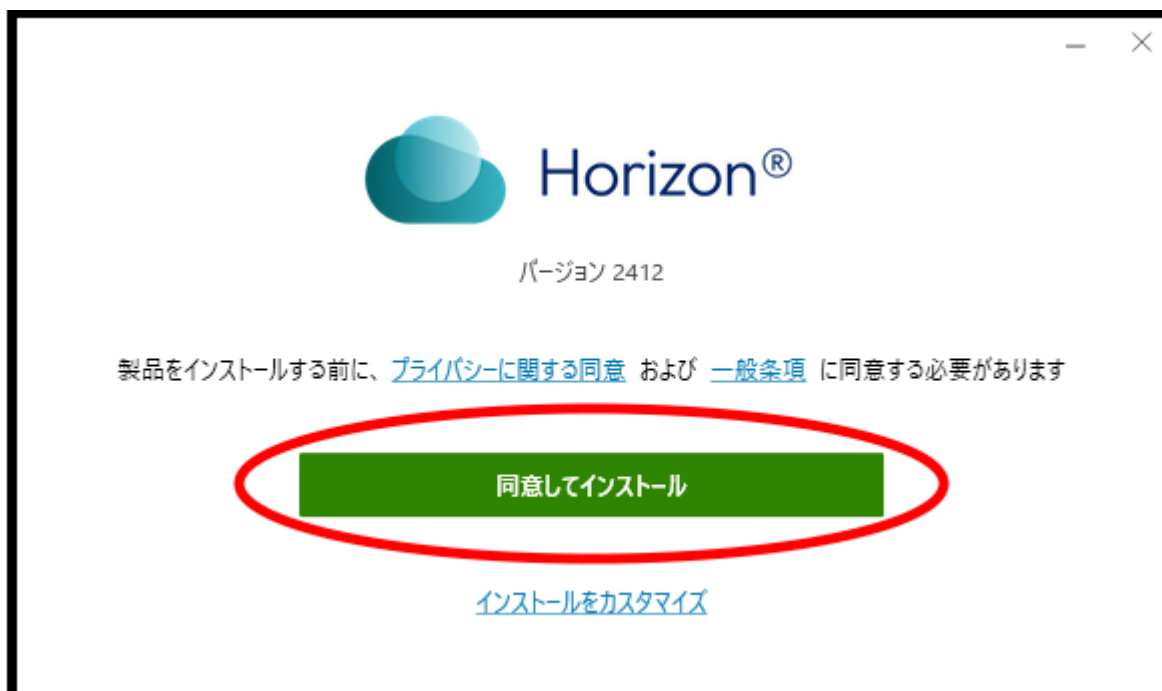 Horizon®
バージョン 2412
製品をインストールする前に、 プライバシーに関する同意 および 一般条項 に同意する必要があります
同意してインストール
インストールをカスタマイズ